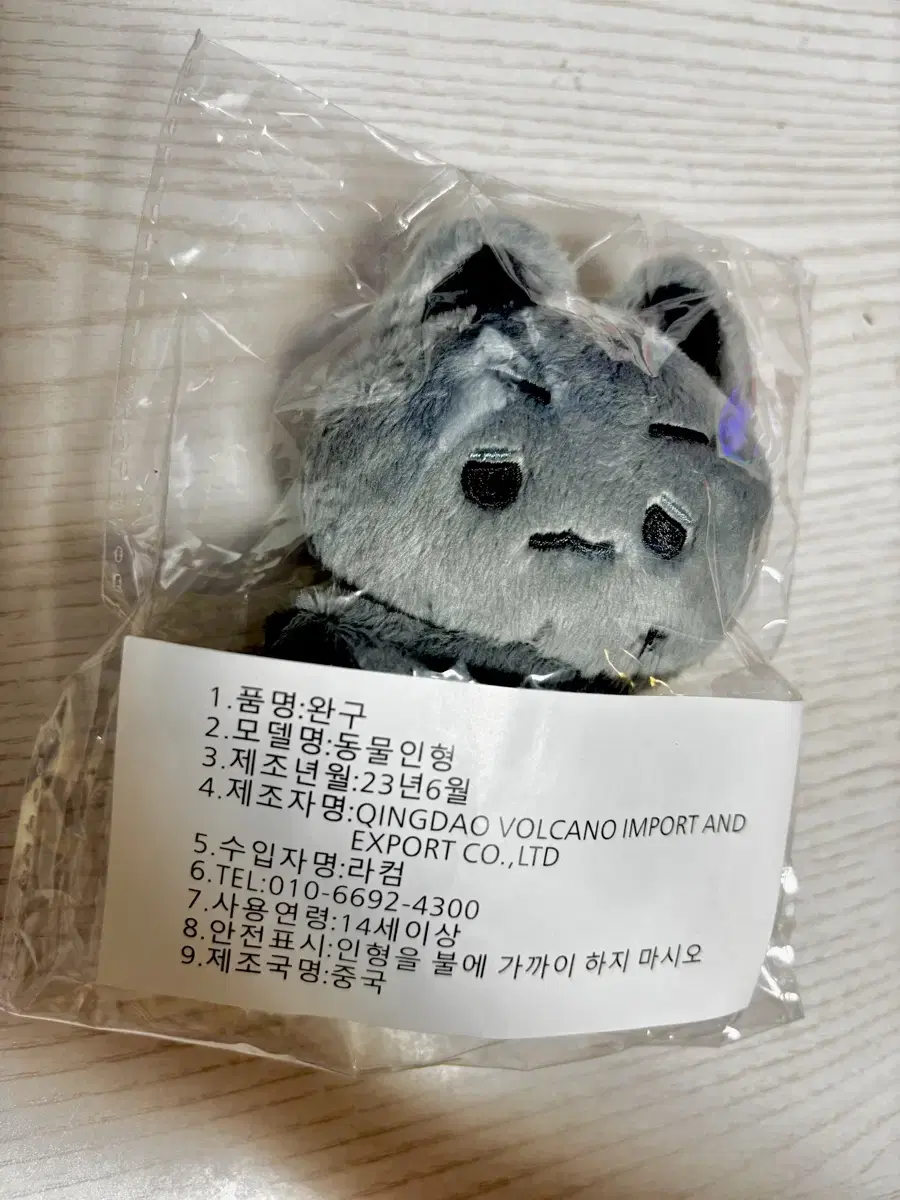 1.품명:완구
2.모델명:동물인형
3.제조년월:23년6월
4.제조자명:QINGDAO VOLCANO IMPORT AND
EXPORT CO.,LTD
5.수입자명:라컴
6.TEL:010-6692-4300
7.사용연령:14세이상
8.안전표시:인형을 불에 가까이 하지 마시오
9.제조국명:중국